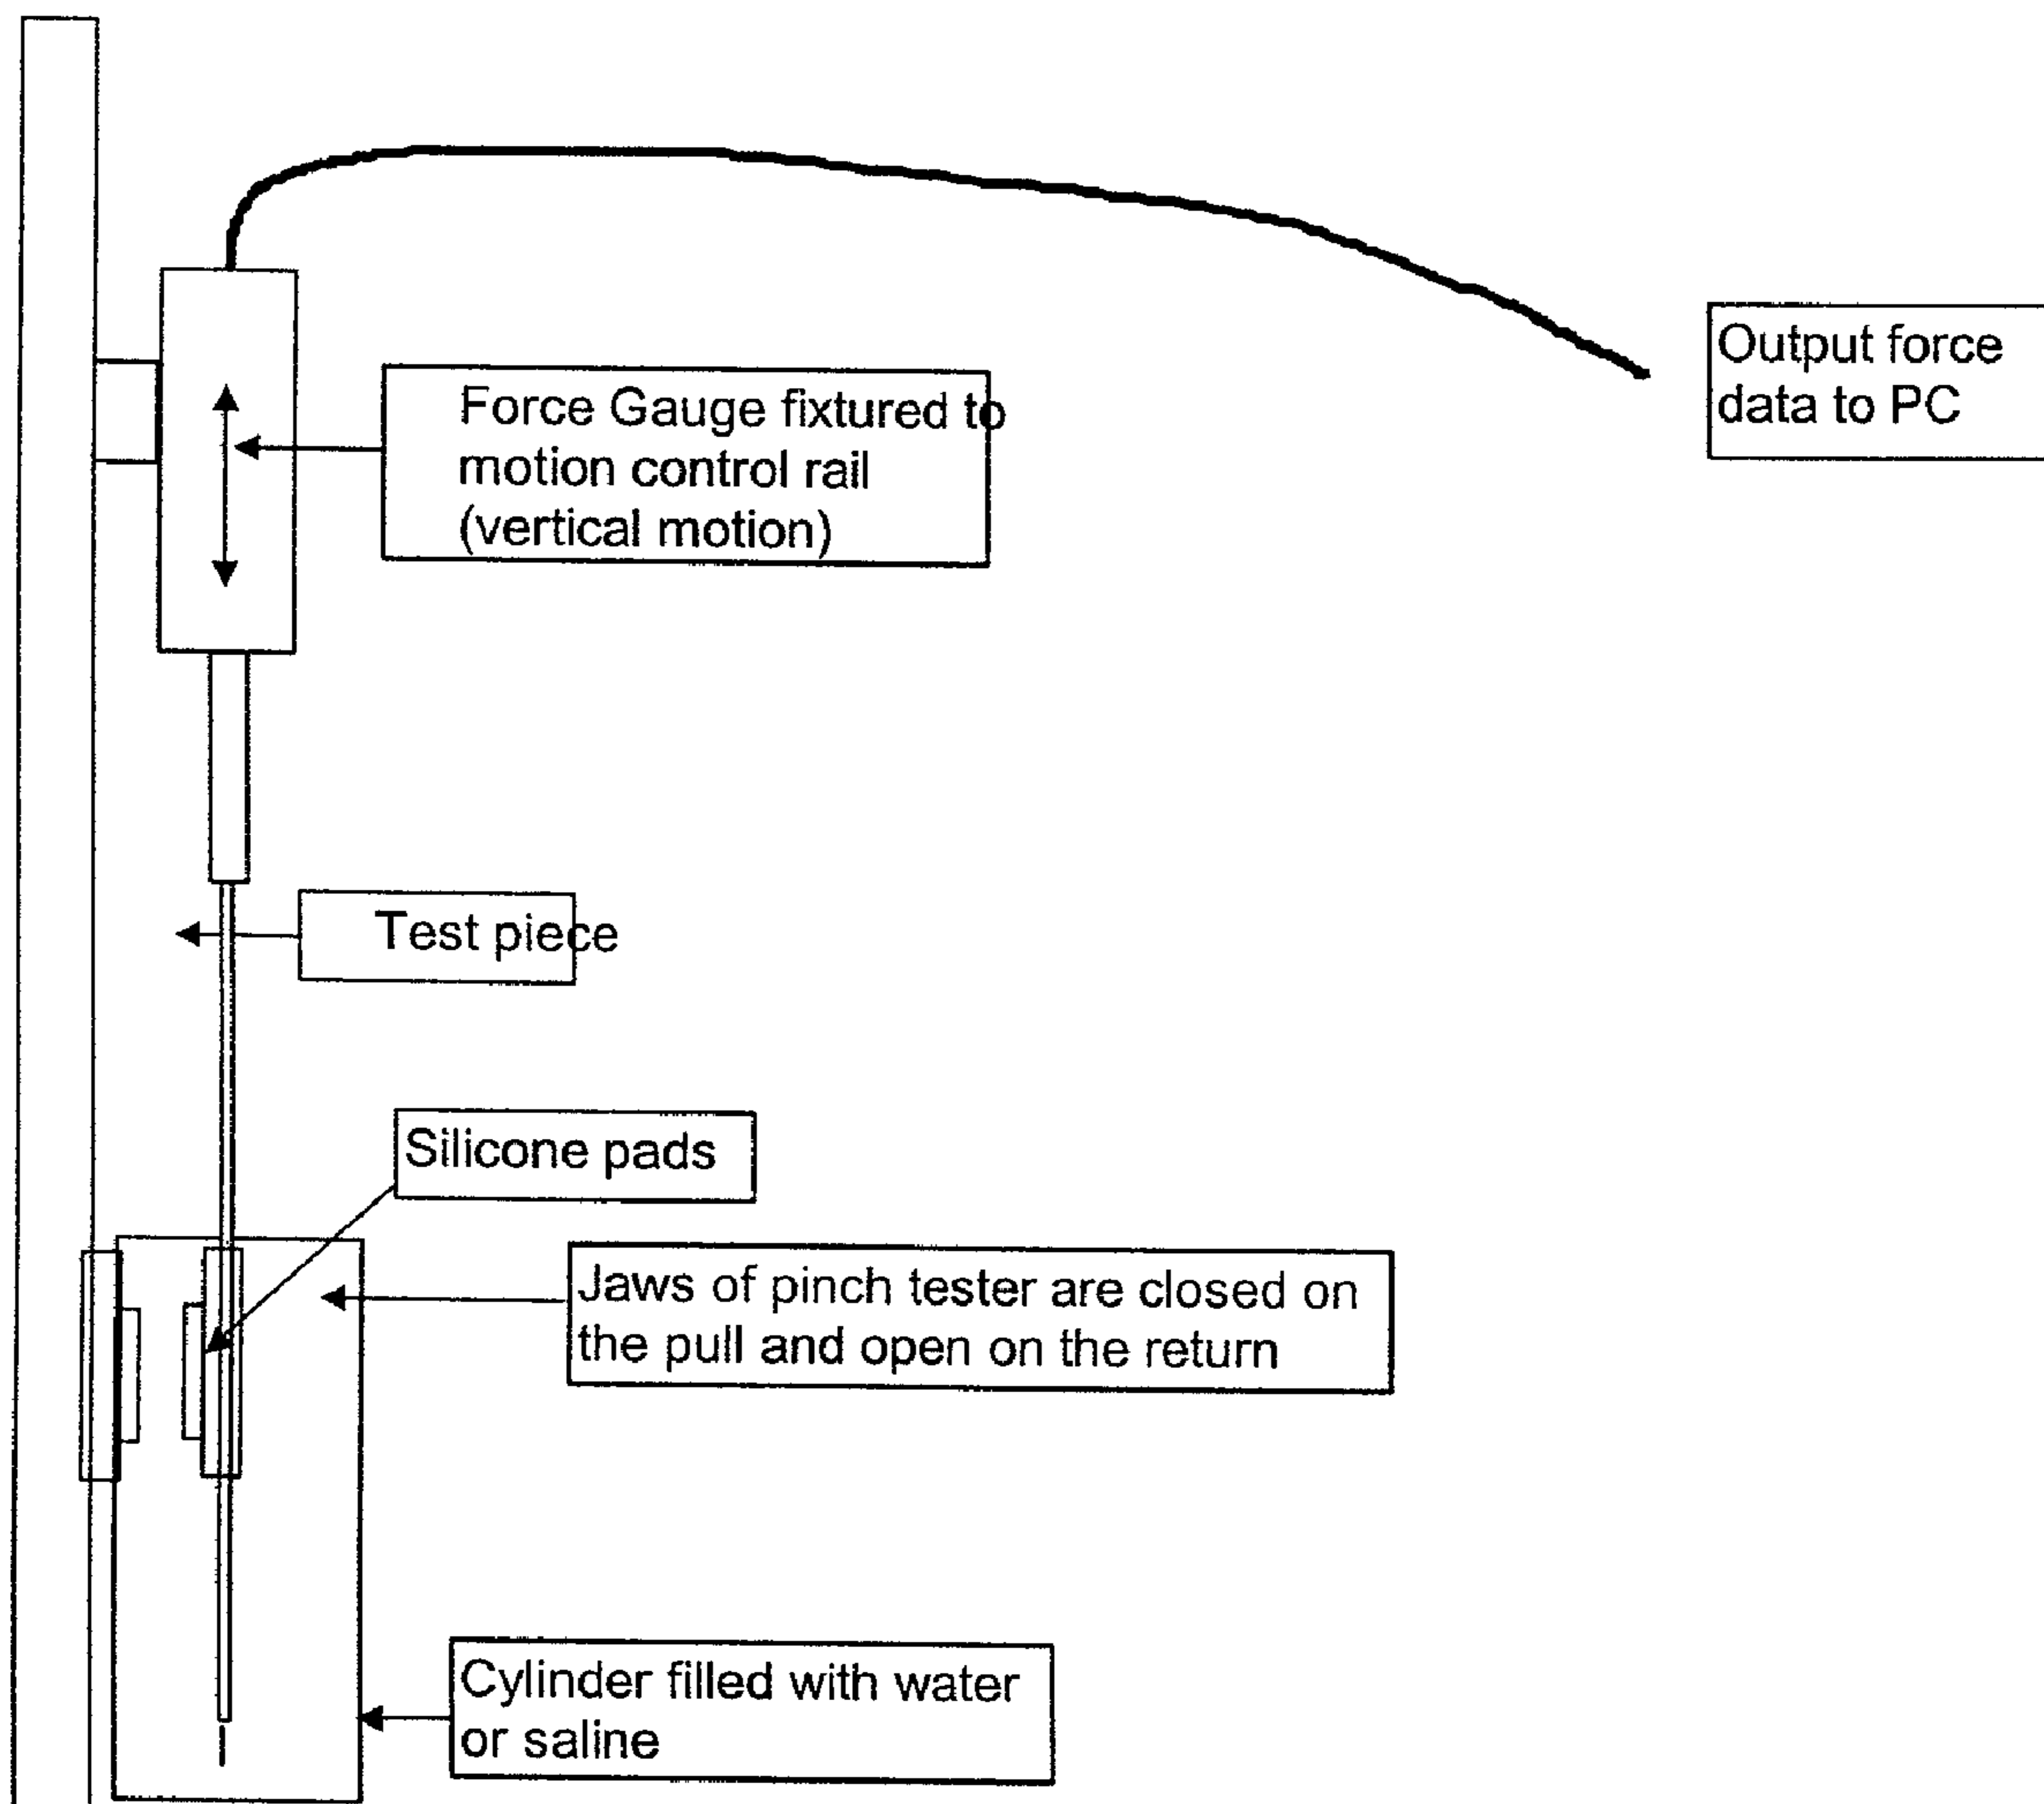 Output force
data to PC
Force Gauge fixtured to
motion control rail
(vertical motion)
Test piece
Silicone pads
Jaws of pinch tester are closed on
the pull and open on the return
Cylinder filled with water
or saline